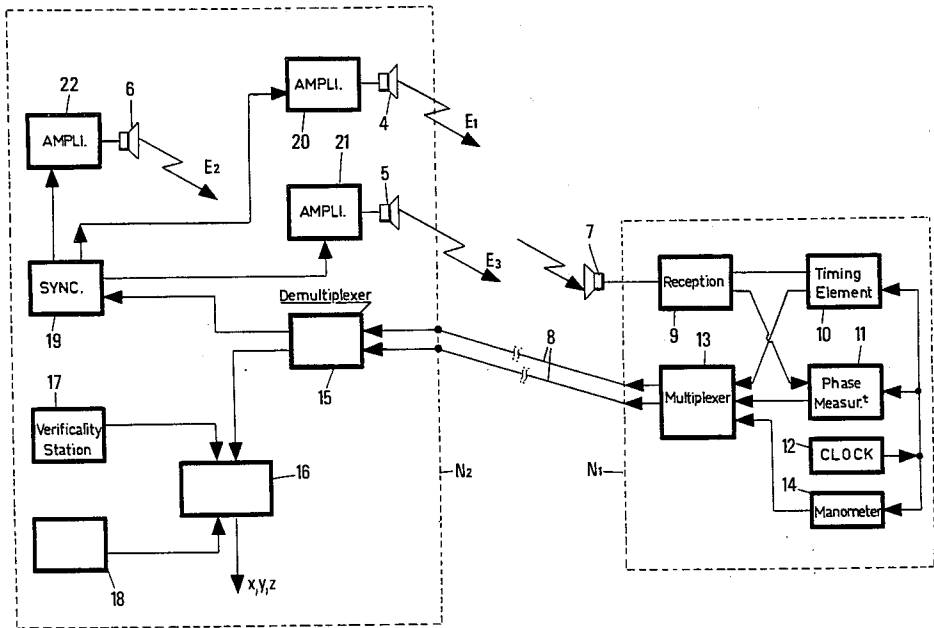 22
6
AMPLI.
E2
AMPLI.
20
4
E1
21
AMPLI.
5
E3
SYNC.
19
Demultiplexer
15
17
Verificality
Station
16
18
x,y,z
N2
8
7
Reception
9
Timing
Element
10
13
Multiplexer
11
Phase
Measur.t
12
CLOCK
14
Manometer
N1